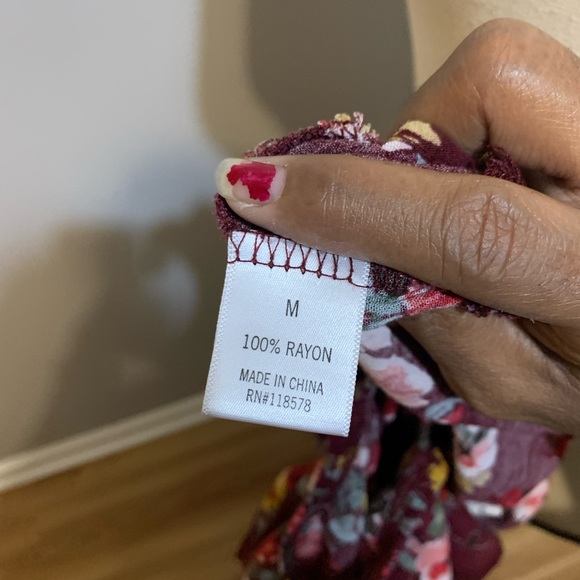 M
100% RAYON
MADE IN CHINA
RN#118578